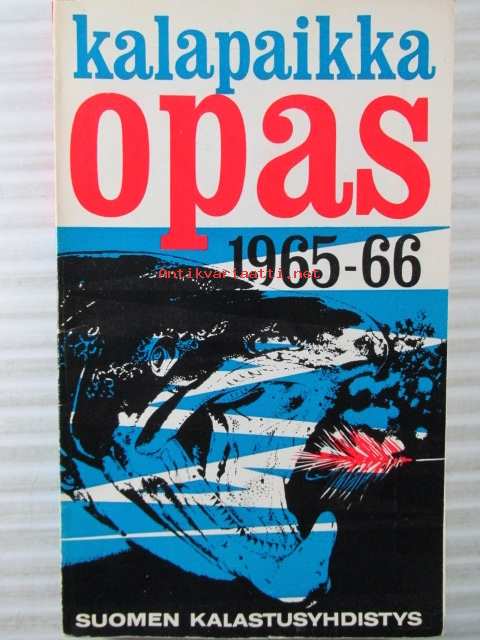 kalapaikka
opas
1965-66
Antikvariaatti.net
SUOMEN KALASTUSYHDISTYS